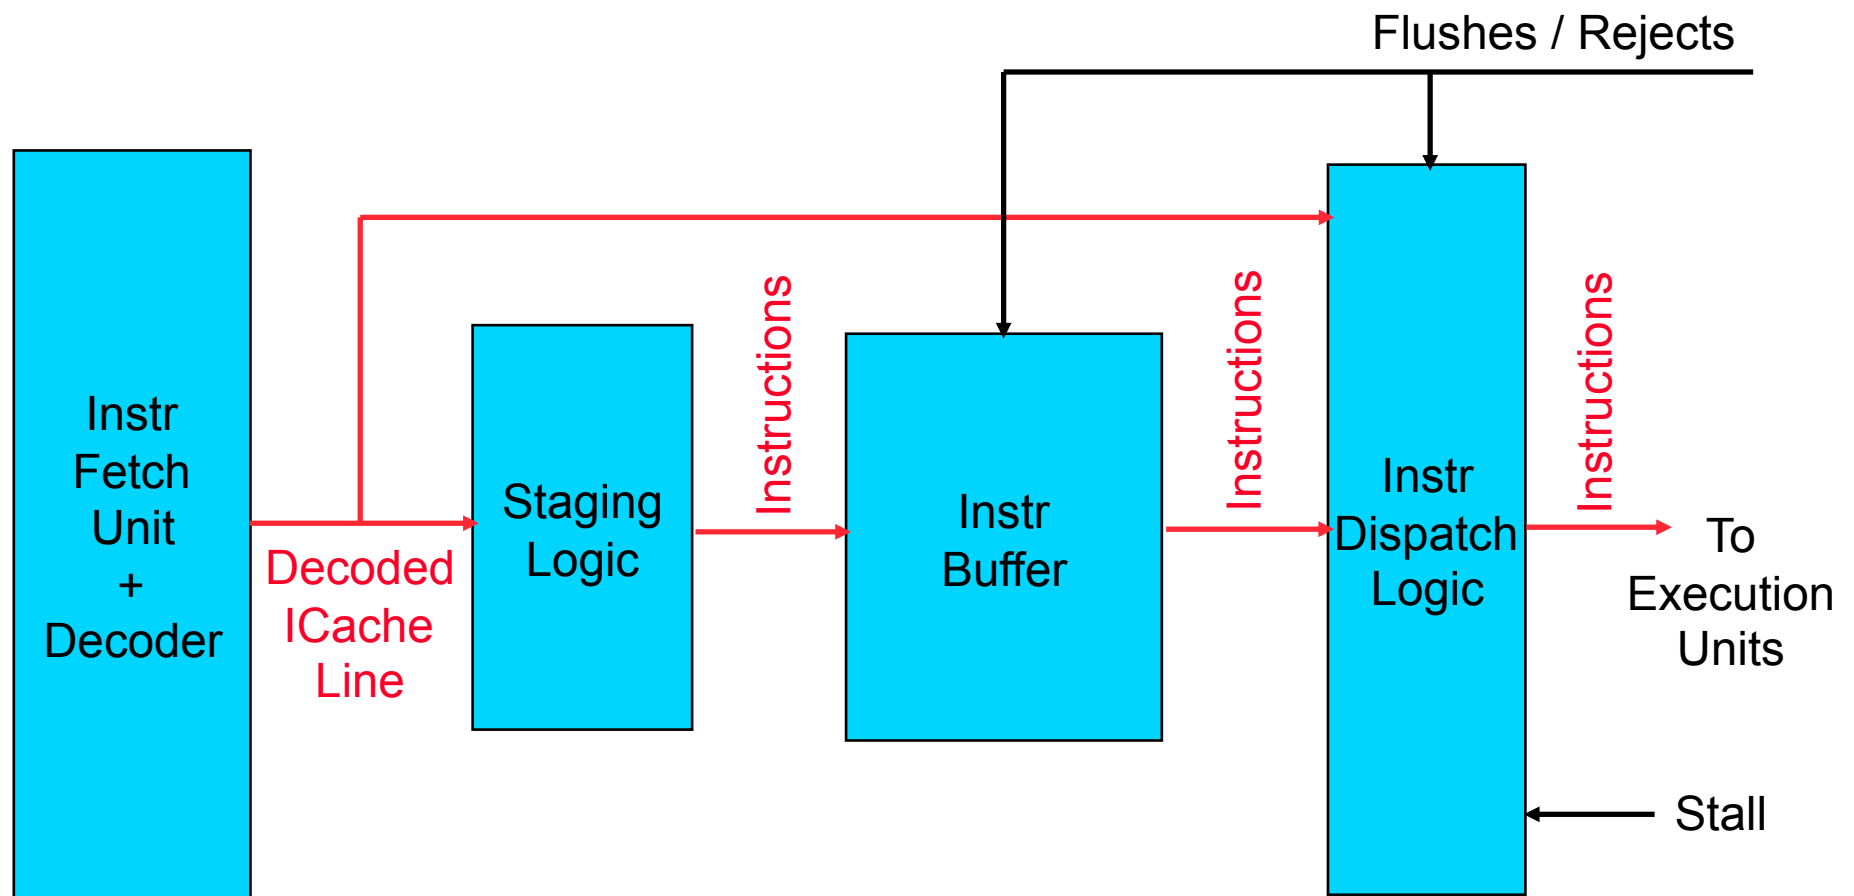 Flushes / Rejects
Instr
Fetch
Unit
+
Decoder
Decoded
ICache
Line
Staging
Logic
Instructions
Instr
Buffer
Instructions
Instr
Dispatch
Logic
Instructions
To
Execution
Units
Stall